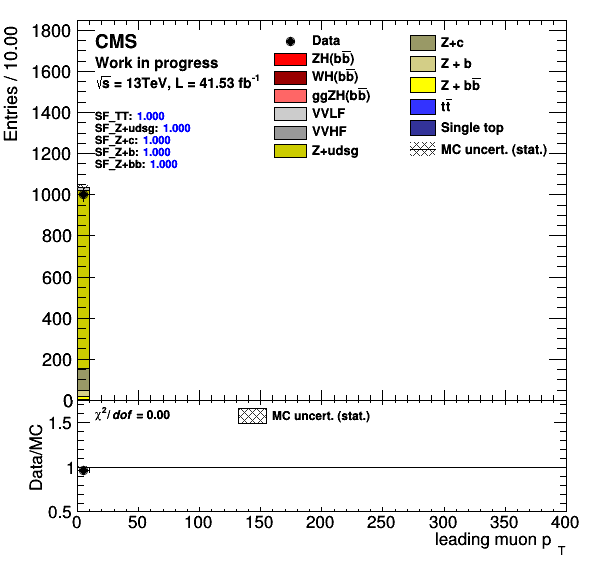 CMS
Work in progress
√s = 13TeV, L = 41.53 fb⁻¹
SF_TT: 1.000
SF_Z+udsg: 1.000
SF_Z+c: 1.000
SF_Z+b: 1.000
SF_Z+bb: 1.000
Data
ZH(bb̅)
WH(bb̅)
ggZH(bb̅)
VVLF
VVHF
Z+udsg
Z+c
Z + b
Z + bb̅
tt̅
Single top
MC uncert. (stat.)
Entries / 10.00
1800
1600
1400
1200
1000
800
600
400
200
0
χ²/dof = 0.00
MC uncert. (stat.)
Data/MC
1.5
1
0.5
0 50 100 150 200 250 300 350 400
leading muon p_T